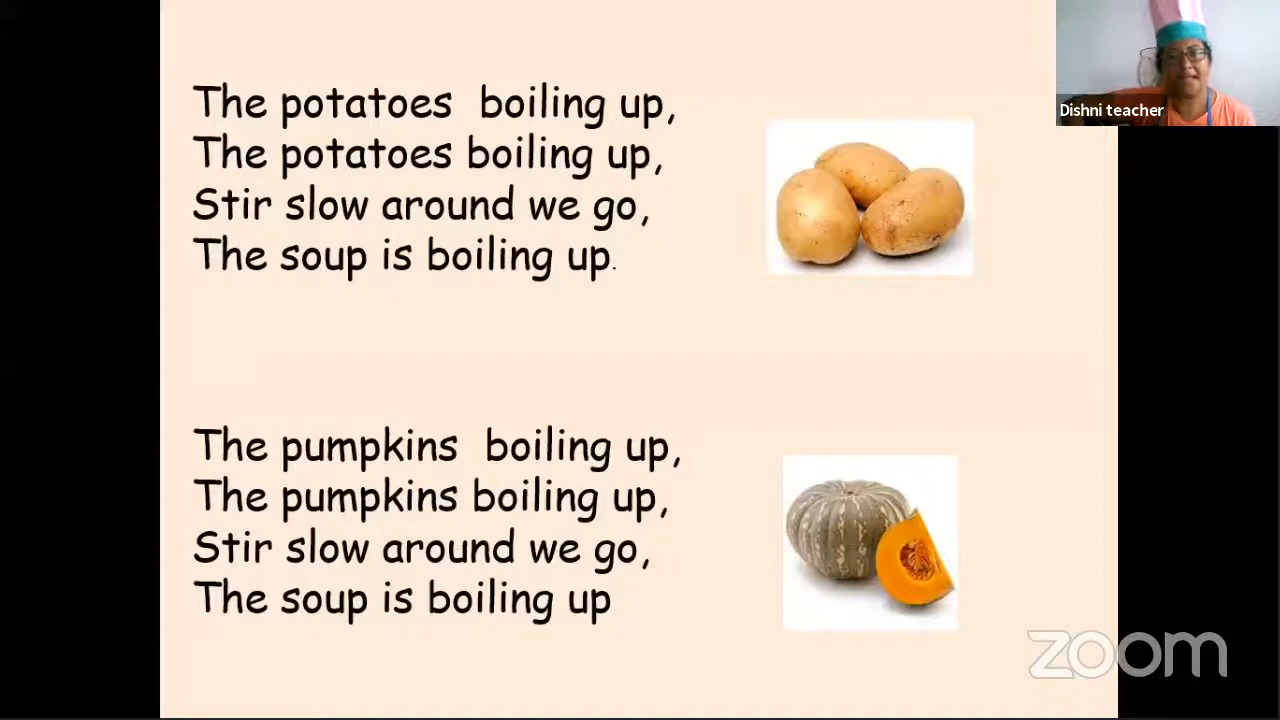 The potatoes  boiling up,
The potatoes boiling up,
Stir slow around we go,
The soup is boiling up.
The pumpkins  boiling up,
The pumpkins boiling up,
Stir slow around we go,
The soup is boiling up
Dishni teacher
zoom